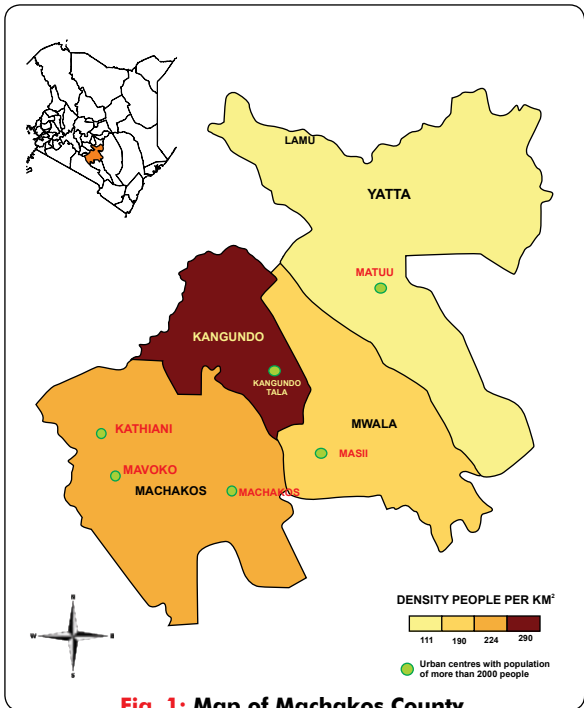 LAMU
YATTA
MATUU
KANGUNDO
KANGUNDO
TALA
MWALA
KATHIANI
MASII
MAVOKO
MACHAKOS
MACHAKOS
N
W
E
S
DENSITY PEOPLE PER KM²
111 190 224 290
Urban centres with population
of more than 2000 people
Fig. 1: Map of Machakos County